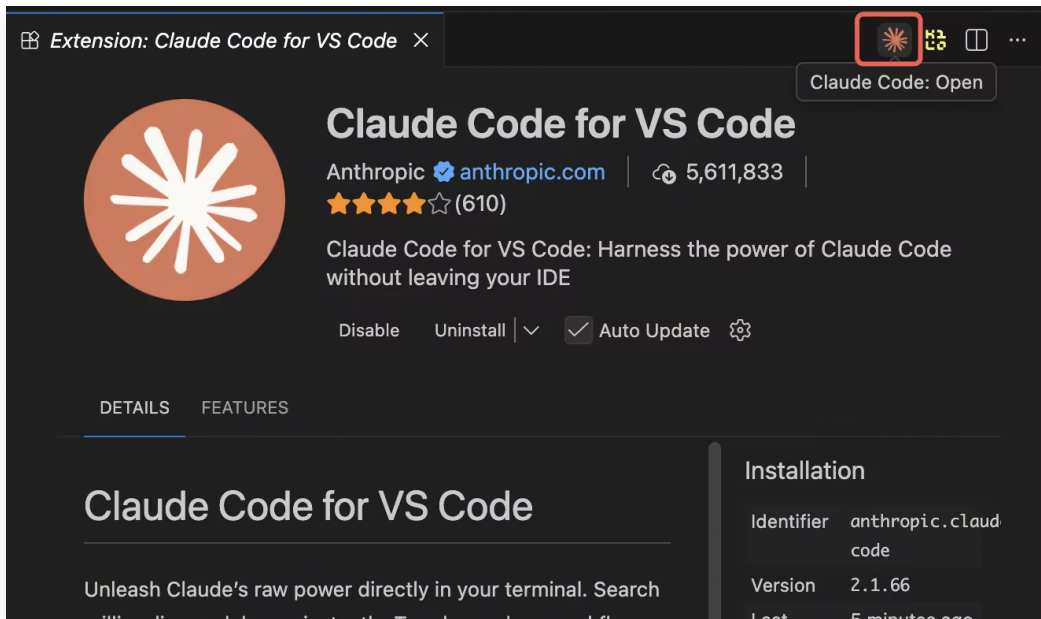 Extension: Claude Code for VS Code
Claude Code: Open
Claude Code for VS Code
Anthropic anthropic.com 5,611,833
(610)
Claude Code for VS Code: Harness the power of Claude Code
without leaving your IDE
Disable Uninstall Auto Update
DETAILS FEATURES
Claude Code for VS Code
Unleash Claude's raw power directly in your terminal. Search
Installation
Identifier anthropic.claud
code
Version 2.1.66
5 minutes ago